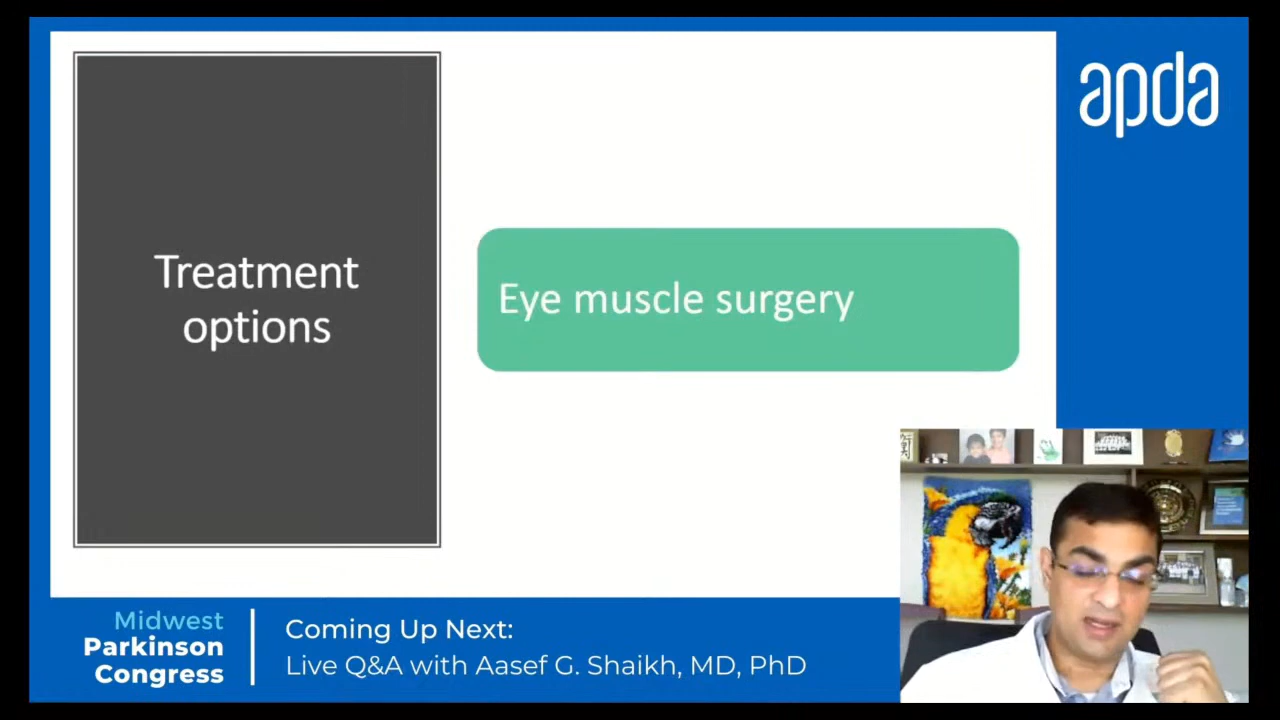 apda
Treatment
options
Eye muscle surgery
Midwest
Parkinson
Congress
Coming Up Next:
Live Q&A with Aasef G. Shaikh, MD, PhD